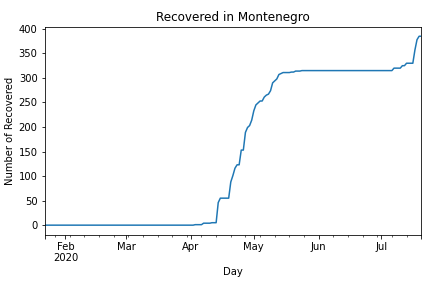 Recovered in Montenegro
400
350
300
250
200
150
100
50
0
Number of Recovered
Feb
2020
Mar
Apr
May
Jun
Jul
Day